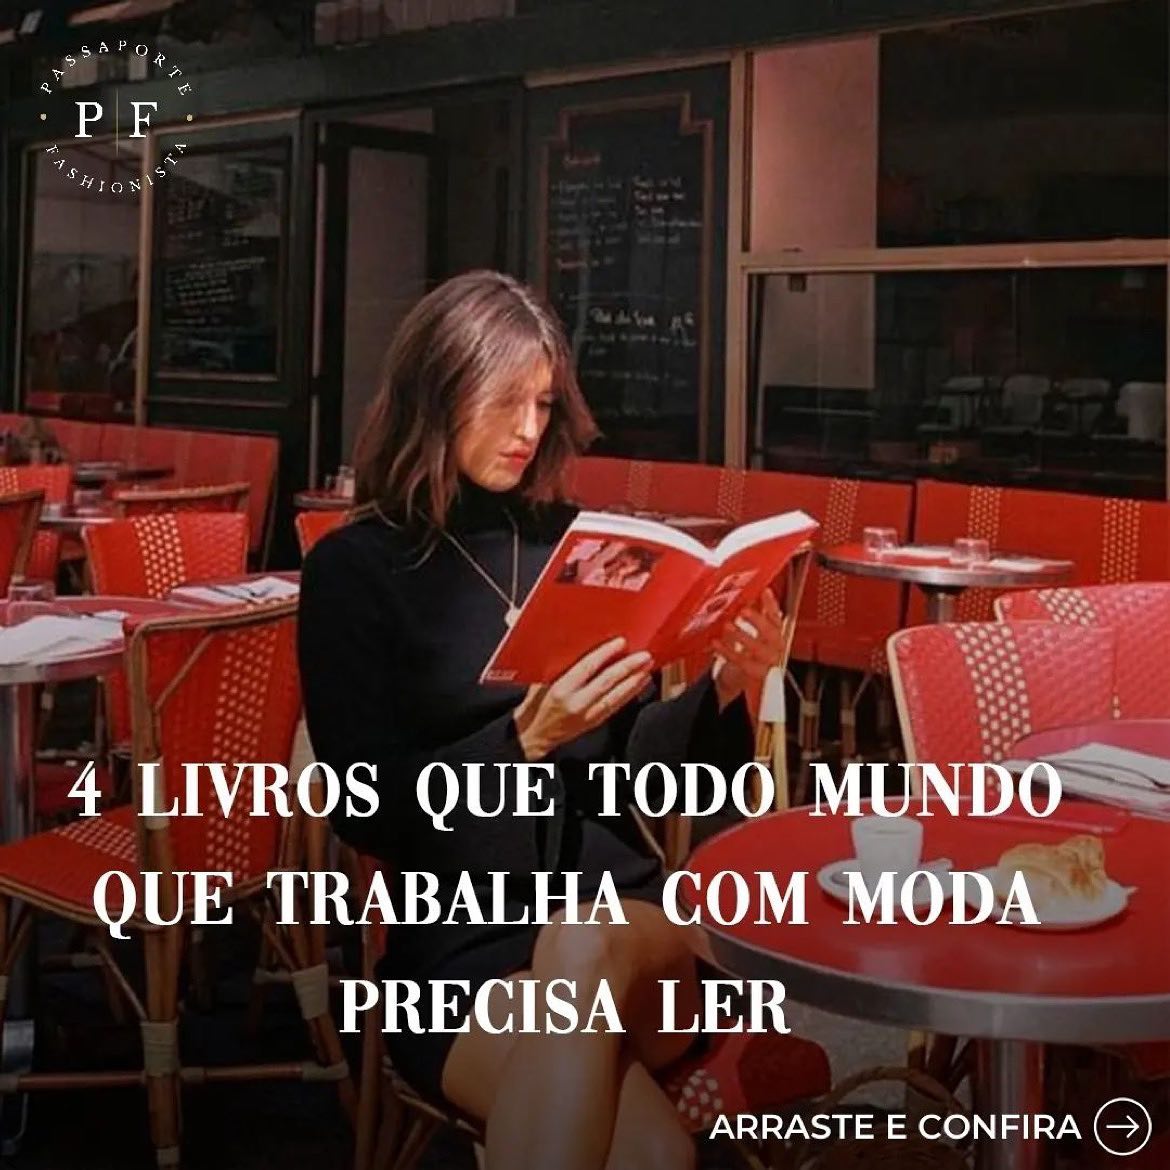 PASSAPORTE
P|F
FASHIONISTA
4 LIVROS QUE TODO MUNDO
QUE TRABALHA COM MODA
PRECISA LER
ARRASTE E CONFIRA